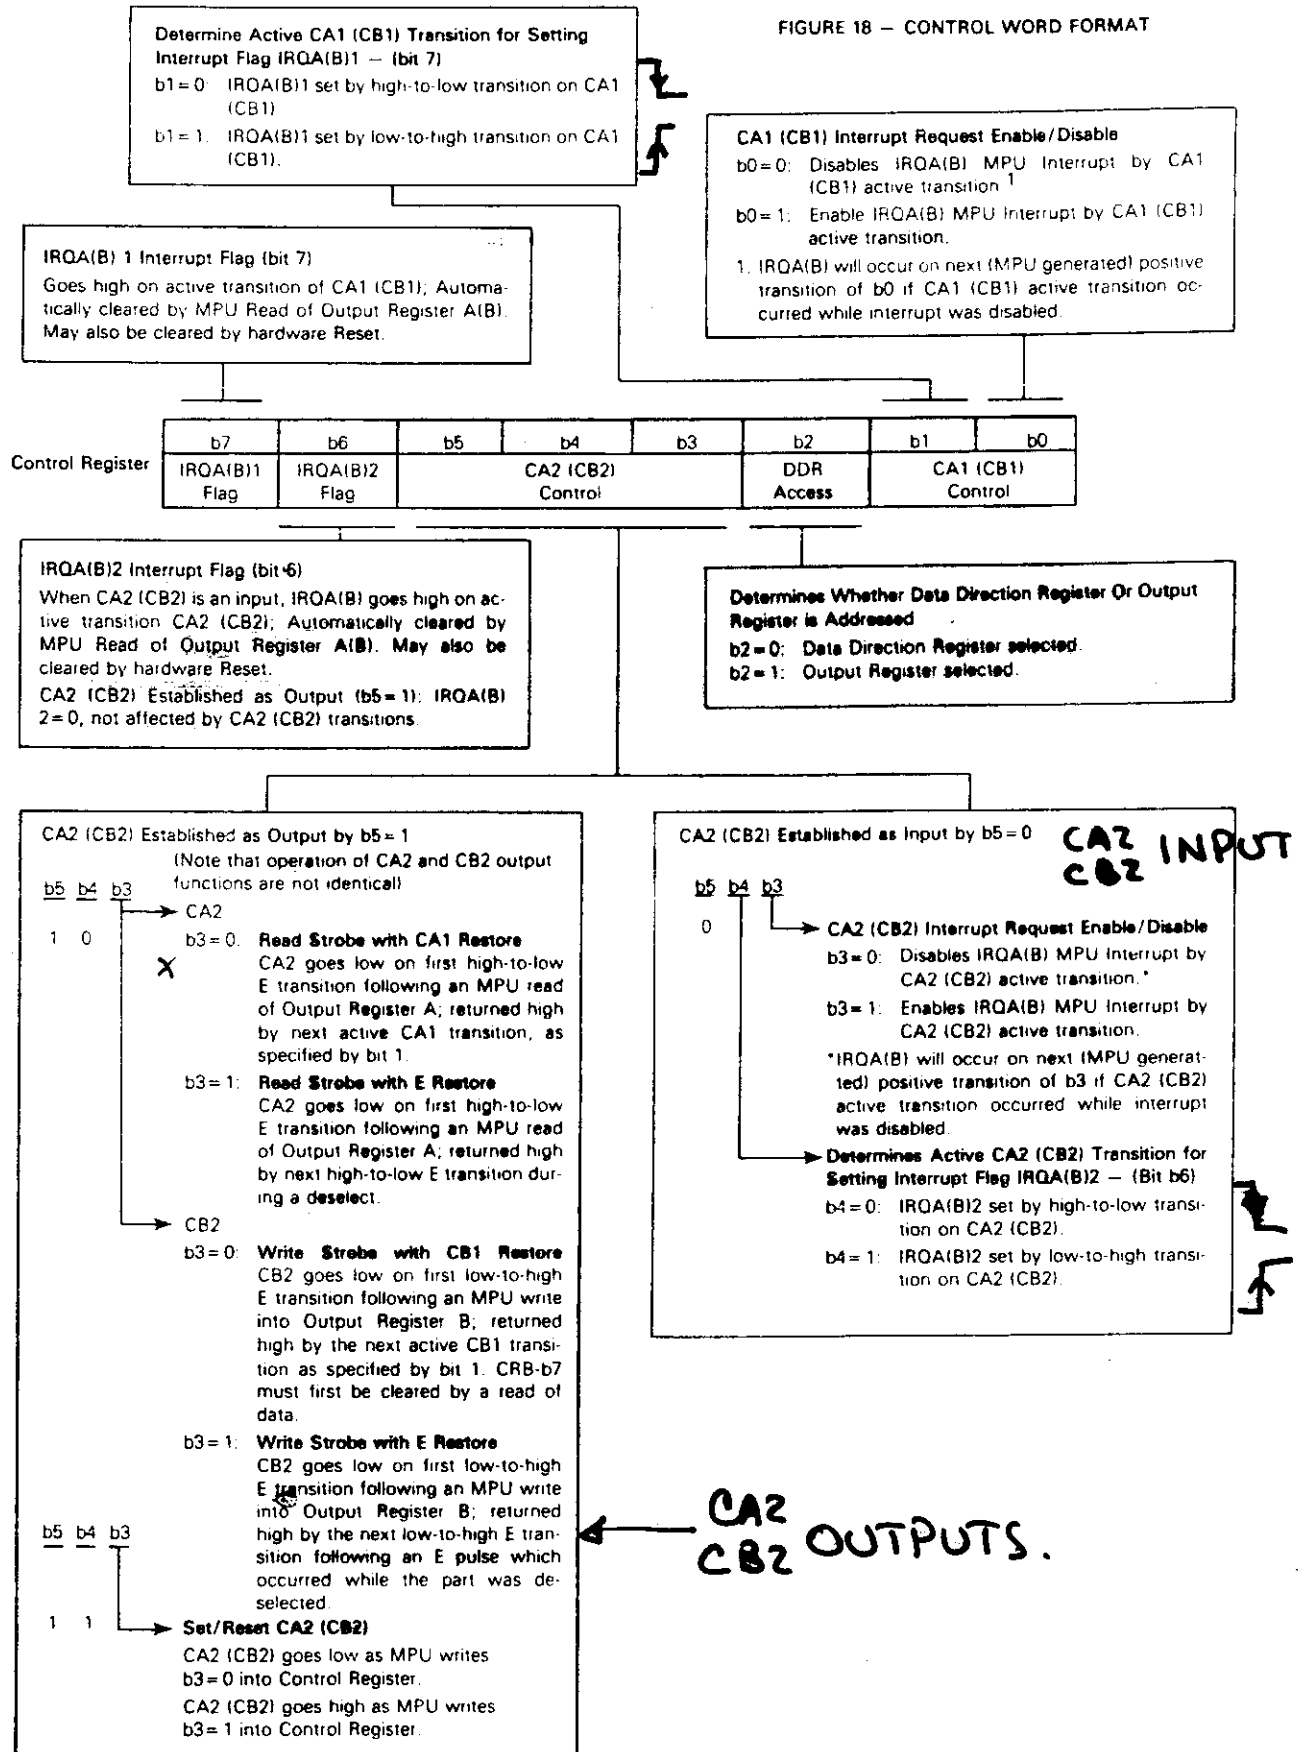 FIGURE 18 — CONTROL WORD FORMAT
Determine Active CA1 (CB1) Transition for Setting
Interrupt Flag IRQA(B)1 — (bit 7)
b1 = 0: IRQA(B)1 set by high-to-low transition on CA1
(CB1)
b1 = 1. IRQA(B)1 set by low-to-high transition on CA1
(CB1).
CA1 (CB1) Interrupt Request Enable/Disable
b0=0: Disables IRQA(B) MPU Interrupt by CA1
(CB1) active transition 1
b0= 1: Enable IRQA(B) MPU Interrupt by CA1 (CB1)
active transition.
1. IRQA(B) will occur on next (MPU generated) positive
transition of b0 if CA1 (CB1) active transition oc-
curred while interrupt was disabled.
IRQA(B) 1 Interrupt Flag (bit 7)
Goes high on active transition of CA1 (CB1); Automa-
tically cleared by MPU Read of Output Register A(B).
May also be cleared by hardware Reset.
b7 b6 b5 b4 b3 b2 b1 b0
Control Register
IRQA(B)1 IRQA(B)2 CA2 (CB2) DDR CA1 (CB1)
Flag Flag Control Access Control
IRQA(B)2 Interrupt Flag (bit 6)
When CA2 (CB2) is an input, IRQA(B) goes high on ac-
tive transition CA2 (CB2); Automatically cleared by
MPU Read of Output Register A(B). May also be
cleared by hardware Reset.
CA2 (CB2) Established as Output (b5= 1): IRQA(B)
2= 0, not affected by CA2 (CB2) transitions.
Determines Whether Data Direction Register Or Output
Register is Addressed
b2=0: Data Direction Register selected.
b2=1: Output Register selected.
CA2 (CB2) Established as Output by b5= 1
(Note that operation of CA2 and CB2 output
functions are not identical)
b5 b4 b3
CA2
1 0 b3= 0. Read Strobe with CA1 Restore
X
CA2 goes low on first high-to-low
E transition following an MPU read
of Output Register A; returned high
by next active CA1 transition, as
specified by bit 1.
b3= 1: Read Strobe with E Restore
CA2 goes low on first high-to-low
E transition following an MPU read
of Output Register A; returned high
by next high-to-low E transition dur-
ing a deselect.
CB2
b3= 0: Write Strobe with CB1 Restore
CB2 goes low on first low-to-high
E transition following an MPU write
into Output Register B; returned
high by the next active CB1 transi-
tion as specified by bit 1. CRB-b7
must first be cleared by a read of
data.
b3= 1: Write Strobe with E Restore
CB2 goes low on first low-to-high
E transition following an MPU write
into Output Register B; returned
high by the next low-to-high E tran-
sition following an E pulse which
occurred while the part was de-
selected.
b5 b4 b3
1 1 Set/Reset CA2 (CB2)
CA2 (CB2) goes low as MPU writes
b3= 0 into Control Register.
CA2 (CB2) goes high as MPU writes
b3= 1 into Control Register.
CA2 (CB2) Established as Input by b5= 0
CA2
CB2 INPUT
b5 b4 b3
0 CA2 (CB2) Interrupt Request Enable/Disable
b3= 0: Disables IRQA(B) MPU Interrupt by
CA2 (CB2) active transition.*
b3= 1: Enables IRQA(B) MPU Interrupt by
CA2 (CB2) active transition.
*IRQA(B) will occur on next (MPU genera-
ted) positive transition of b3 if CA2 (CB2)
active transition occurred while interrupt
was disabled.
Determines Active CA2 (CB2) Transition for
Setting Interrupt Flag IRQA(B)2 — (Bit b6)
b4= 0: IRQA(B)2 set by high-to-low transi-
tion on CA2 (CB2).
b4= 1: IRQA(B)2 set by low-to-high transi-
tion on CA2 (CB2).
CA2
CB2 OUTPUTS.